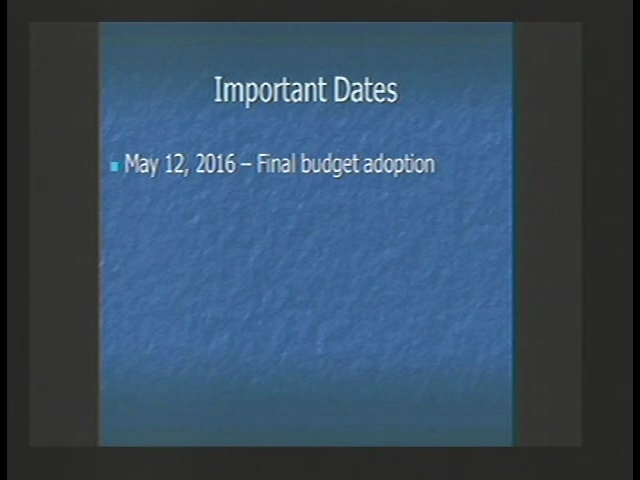 Important Dates
May 12, 2016 – Final budget adoption